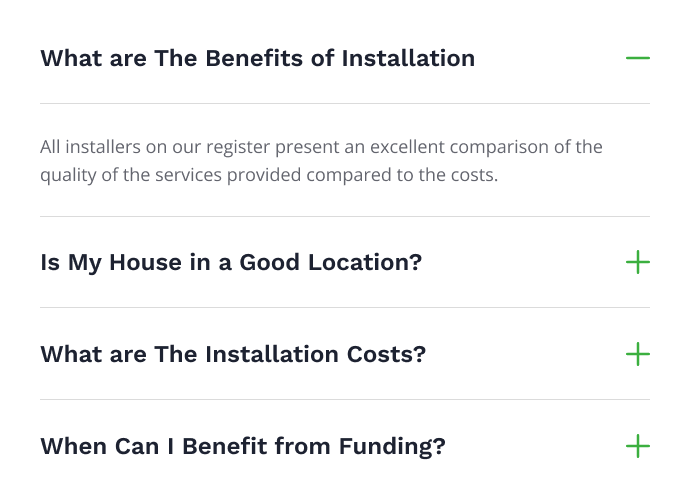 What are The Benefits of Installation
All installers on our register present an excellent comparison of the
quality of the services provided compared to the costs.
Is My House in a Good Location?
What are The Installation Costs?
When Can I Benefit from Funding?